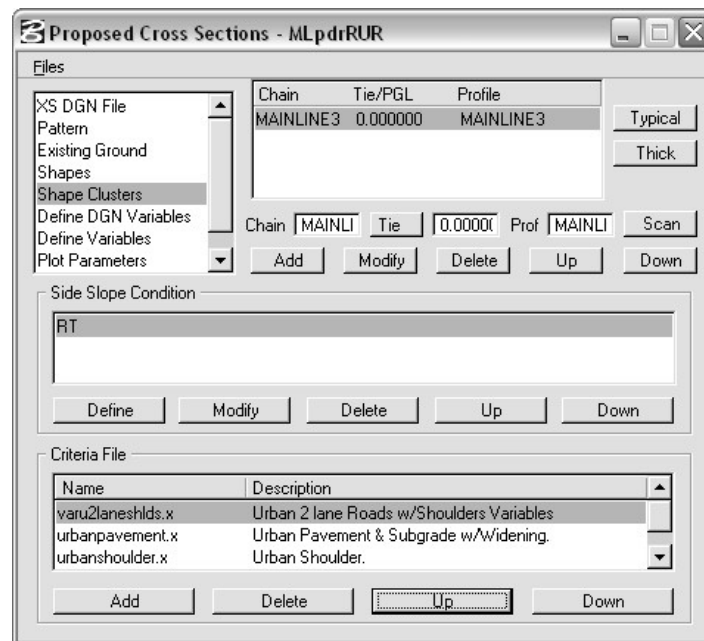 Proposed Cross Sections - MLpdrRUR
Files
XS DGN File
Pattern
Existing Ground
Shapes
Shape Clusters
Define DGN Variables
Define Variables
Plot Parameters
Chain Tie/PGL Profile
MAINLINE3 0.000000 MAINLINE3
Typical
Thick
Chain MAINLI Tie 0.0000( Prof MAINLI Scan
Add Modify Delete Up Down
Side Slope Condition
RT
Define Modify Delete Up Down
Criteria File
Name Description
varu2laneshlds.x Urban 2 lane Roads w/Shoulders Variables
urbanpavement.x Urban Pavement & Subgrade w/Widening.
urbanshoulder.x Urban Shoulder.
Add Delete Up Down